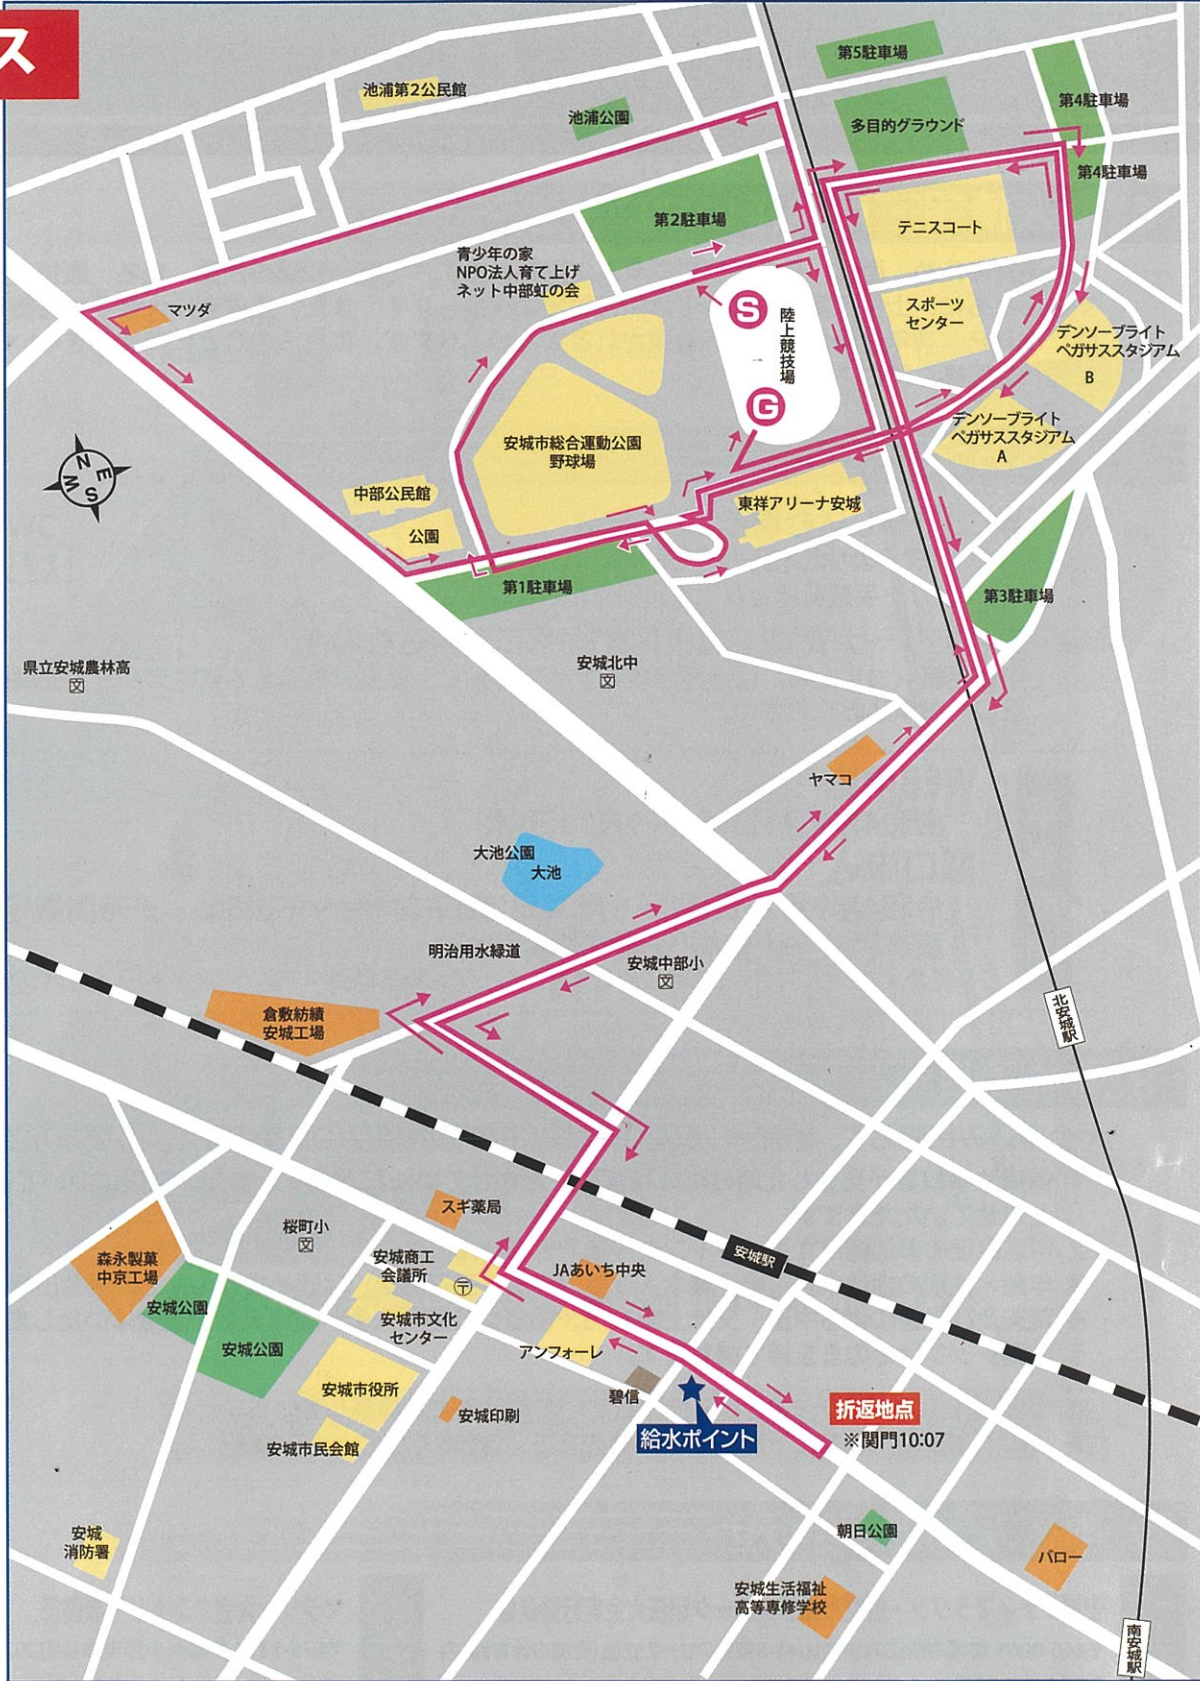 ス
第5駐車場
池浦第2公民館
第4駐車場
池浦公園
多目的グラウンド
第4駐車場
第2駐車場
テニスコート
青少年の家
NPO法人育て上げ
ネット中部虹の会
マツダ
S
陸上競技場
スポーツ
センター
デンソーブライト
ペガサススタジアム
B
G
デンソーブライト
ペガサススタジアム
A
安城市総合運動公園
野球場
N
E
S
W
中部公民館
東祥アリーナ安城
公園
第1駐車場
第3駐車場
県立安城農林高
文
安城北中
文
ヤマコ
大池公園
大池
明治用水緑道
安城中部小
文
倉敷紡績
安城工場
北安城駅
スギ薬局
桜町小
文
安城商工
会議所
〒
安城駅
森永製菓
中京工場
JAあいち中央
安城公園
安城市文化
センター
安城公園
アンフォーレ
安城市役所
碧信
安城印刷
折返地点
※関門10:07
給水ポイント
安城市民会館
安城
消防署
朝日公園
バロー
安城生活福祉
高等専修学校
南安城駅